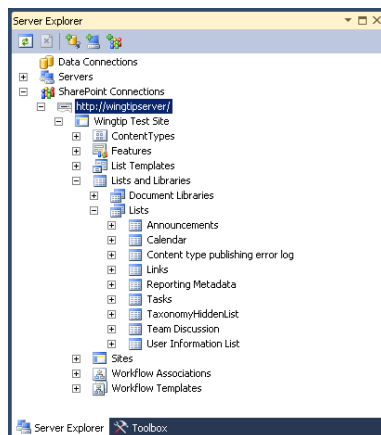 Server Explorer
Data Connections
Servers
SharePoint Connections
http://wingtipserver/
Wingtip Test Site
ContentTypes
Features
List Templates
Lists and Libraries
Document Libraries
Lists
Announcements
Calendar
Content type publishing error log
Links
Reporting Metadata
Tasks
TaxonomyHiddenList
Team Discussion
User Information List
Sites
Workflow Associations
Workflow Templates
Server Explorer Toolbox